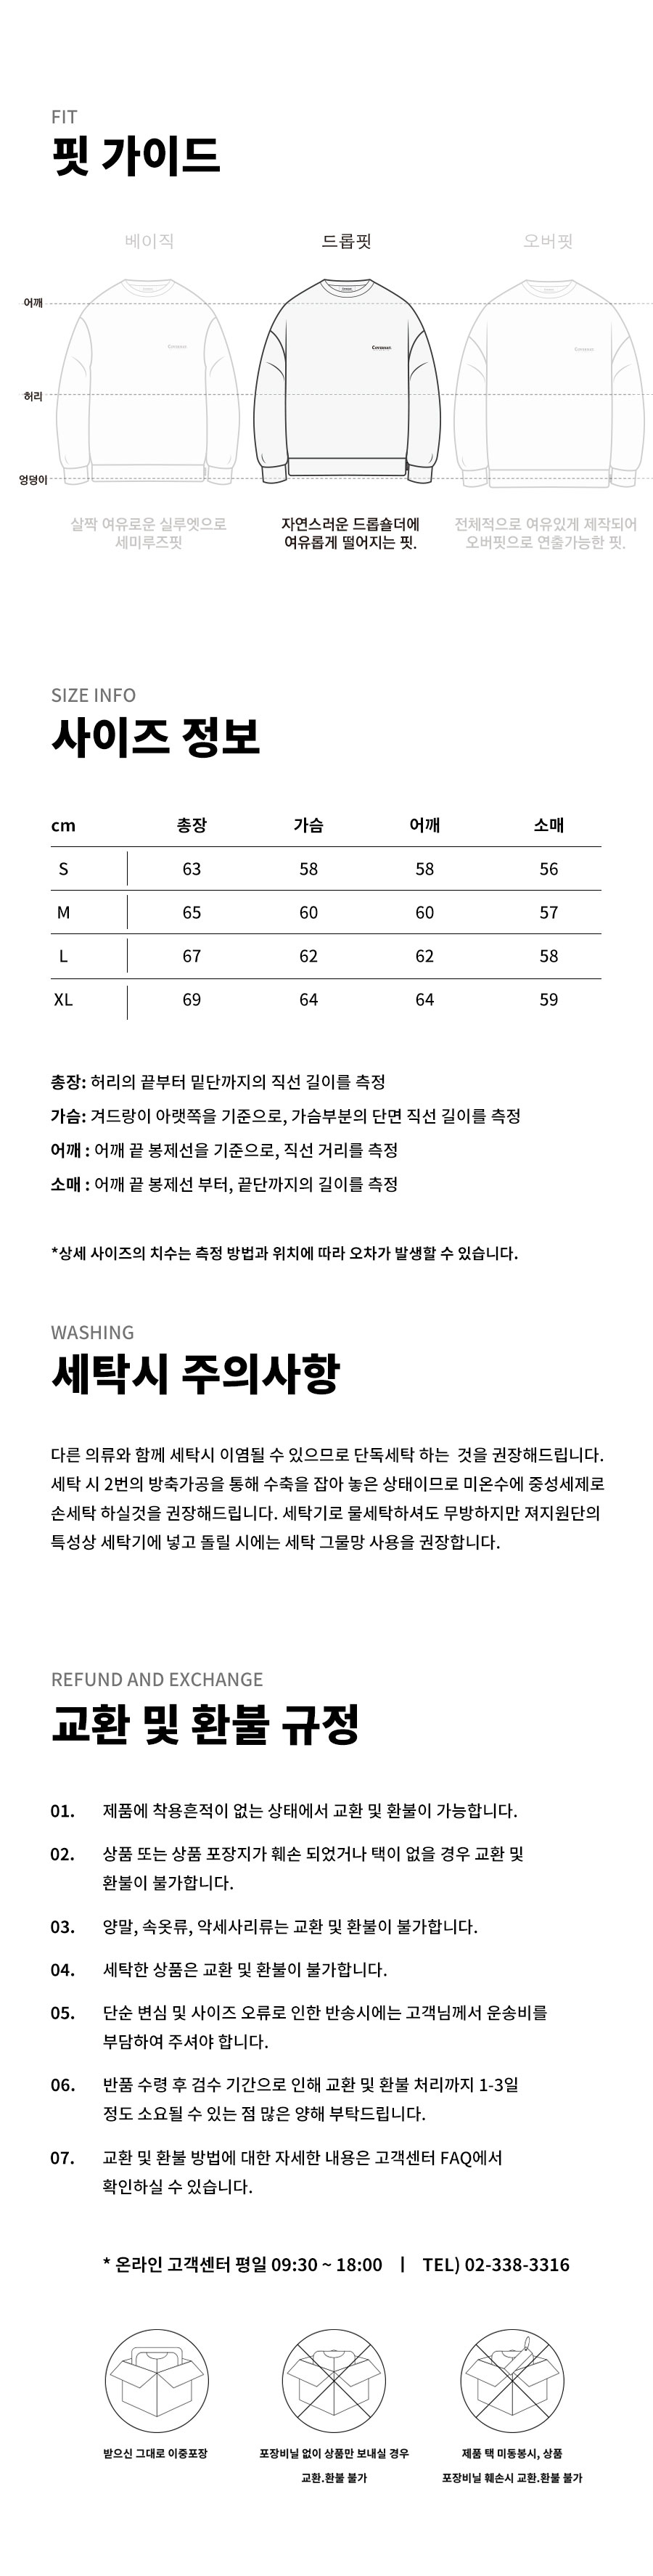 FIT
핏 가이드
베이직
드롭핏
오버핏
어깨
Coverest
허리
엉덩이
살짝 여유로운 실루엣으로
세미루즈핏
자연스러운 드롭숄더에
여유롭게 떨어지는 핏.
전체적으로 여유있게 제작되어
오버핏으로 연출가능한 핏.
SIZE INFO
사이즈 정보
cm 총장 가슴 어깨 소매
S 63 58 58 56
M 65 60 60 57
L 67 62 62 58
XL 69 64 64 59
총장: 허리의 끝부터 밑단까지의 직선 길이를 측정
가슴: 겨드랑이 아랫쪽을 기준으로, 가슴부분의 단면 직선 길이를 측정
어깨 : 어깨 끝 봉제선을 기준으로, 직선 거리를 측정
소매 : 어깨 끝 봉제선 부터, 끝단까지의 길이를 측정
*상세 사이즈의 치수는 측정 방법과 위치에 따라 오차가 발생할 수 있습니다.
WASHING
세탁시 주의사항
다른 의류와 함께 세탁시 이염될 수 있으므로 단독세탁 하는 것을 권장해드립니다.
세탁 시 2번의 방축가공을 통해 수축을 잡아 놓은 상태이므로 미온수에 중성세제로
손세탁 하실것을 권장해드립니다. 세탁기로 물세탁하셔도 무방하지만 져지원단의
특성상 세탁기에 넣고 돌릴 시에는 세탁 그물망 사용을 권장합니다.
REFUND AND EXCHANGE
교환 및 환불 규정
01. 제품에 착용흔적이 없는 상태에서 교환 및 환불이 가능합니다.
02. 상품 또는 상품 포장지가 훼손 되었거나 택이 없을 경우 교환 및
환불이 불가합니다.
03. 양말, 속옷류, 악세사리류는 교환 및 환불이 불가합니다.
04. 세탁한 상품은 교환 및 환불이 불가합니다.
05. 단순 변심 및 사이즈 오류로 인한 반송시에는 고객님께서 운송비를
부담하여 주셔야 합니다.
06. 반품 수령 후 검수 기간으로 인해 교환 및 환불 처리까지 1-3일
정도 소요될 수 있는 점 많은 양해 부탁드립니다.
07. 교환 및 환불 방법에 대한 자세한 내용은 고객센터 FAQ에서
확인하실 수 있습니다.
* 온라인 고객센터 평일 09:30 ~ 18:00 | TEL) 02-338-3316
받으신 그대로 이중포장
포장비닐 없이 상품만 보내실 경우
교환.환불 불가
제품 택 미동봉시, 상품
포장비닐 훼손시 교환.환불 불가